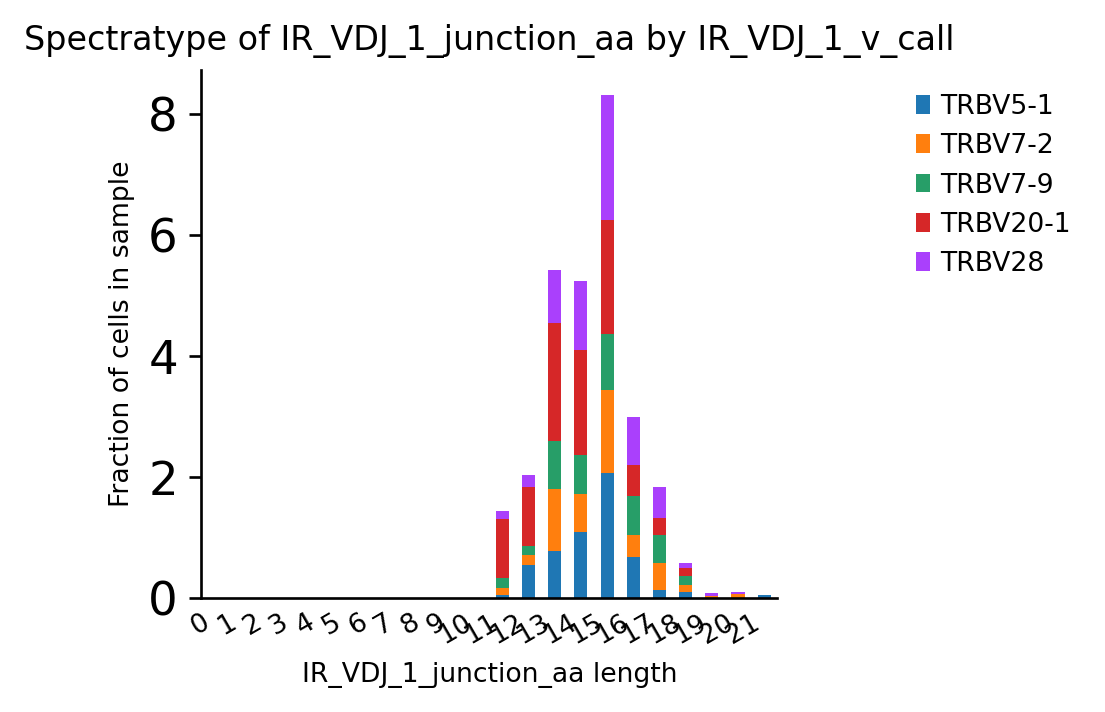 Spectratype of IR_VDJ_1_junction_aa by IR_VDJ_1_v_call
8
6
4
2
0
Fraction of cells in sample
TRBV5-1
TRBV7-2
TRBV7-9
TRBV20-1
TRBV28
0 1 2 3 4 5 6 7 8 9 10 11 12 13 14 15 16 17 18 19 20 21
IR_VDJ_1_junction_aa length